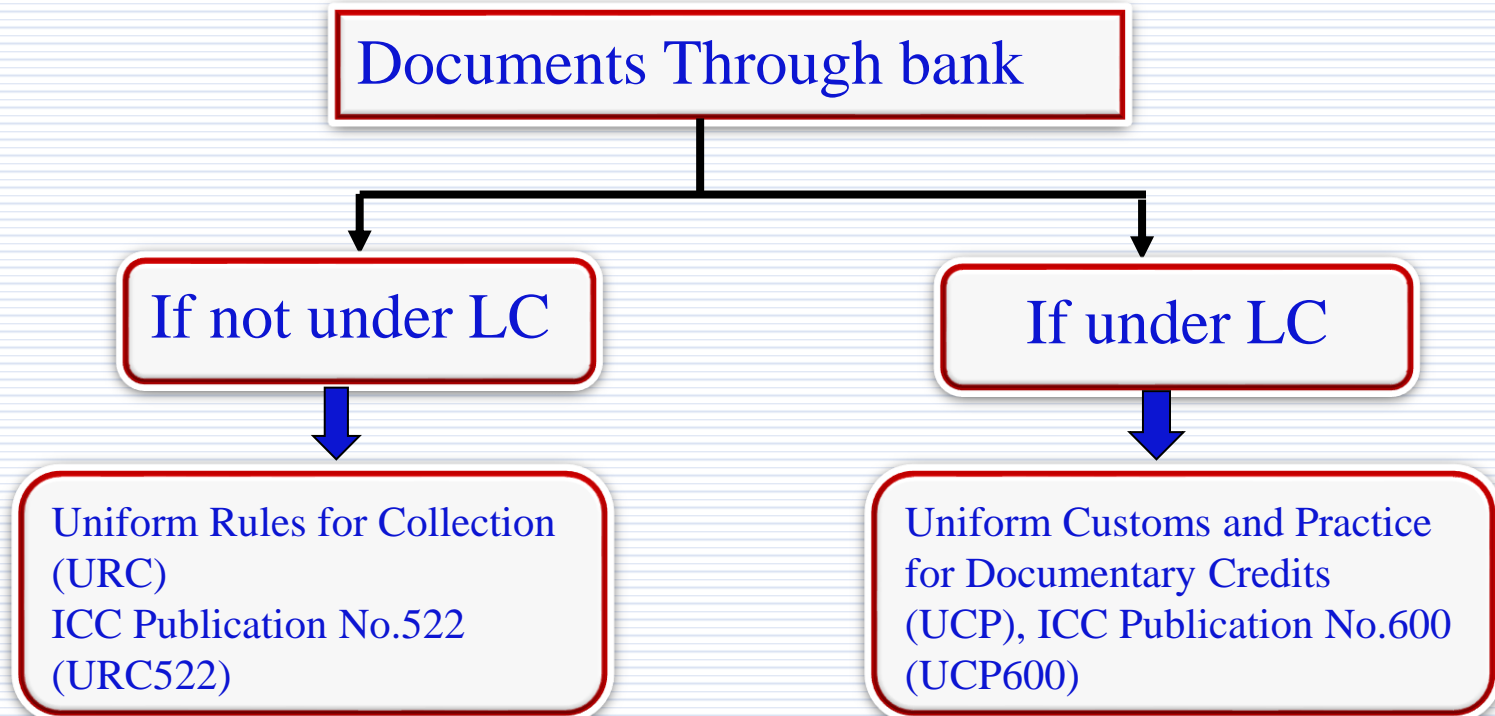 Documents Through bank
If not under LC
If under LC
Uniform Rules for Collection
(URC)
ICC Publication No.522
(URC522)
Uniform Customs and Practice
for Documentary Credits
(UCP), ICC Publication No.600
(UCP600)